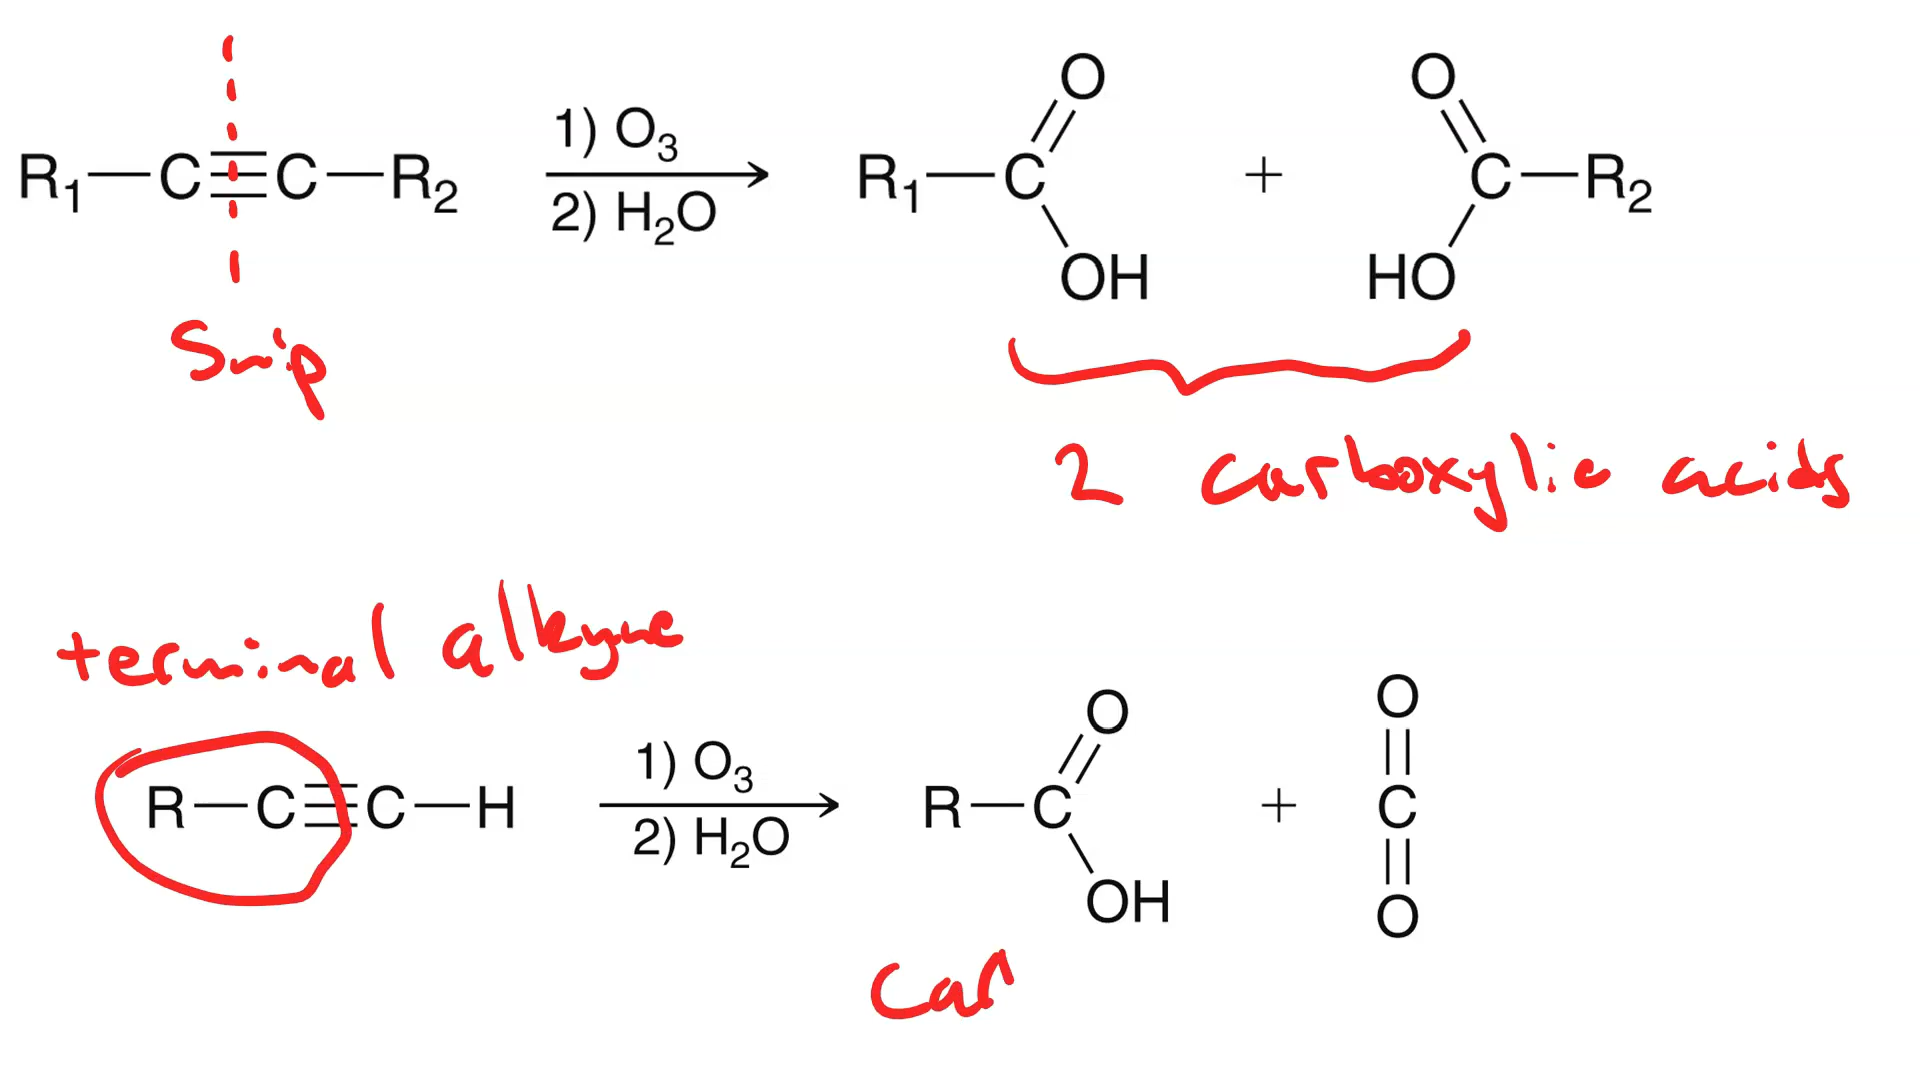 R₁—C≡C—R₂ 1) O₃ 2) H₂O R₁—C O OH + O C—R₂ HO
Snip
2 carboxylic acids
terminal alkyne
R—C≡C—H 1) O₃ 2) H₂O R—C O OH + O C O
Car